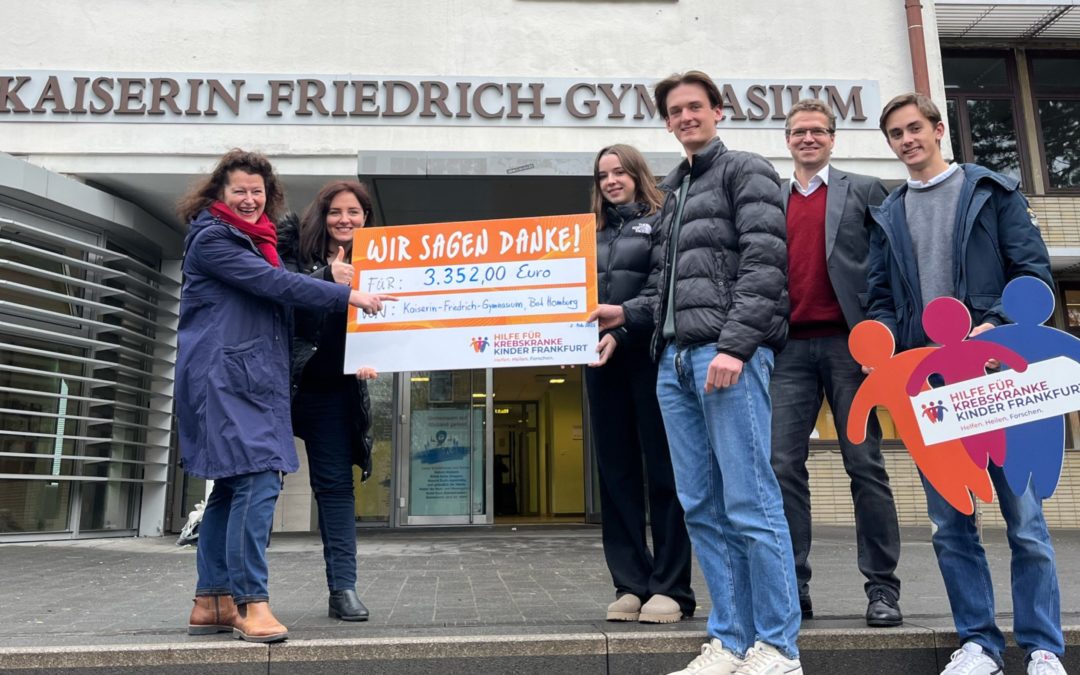 KAISERIN-FRIEDRICH-GYMNASIUM
WIR SAGEN DANKE!
FÜR: 3.352,00 Euro
VON: Kaiserin-Friedrich-Gymnasium, Bad Homburg
HILFE FÜR
KREBSKRANKE
KINDER FRANKFURT
Helfen. Heilen. Forschen.
HILFE FÜR
KREBSKRANKE
KINDER FRANKFURT
Helfen. Heilen. Forschen.